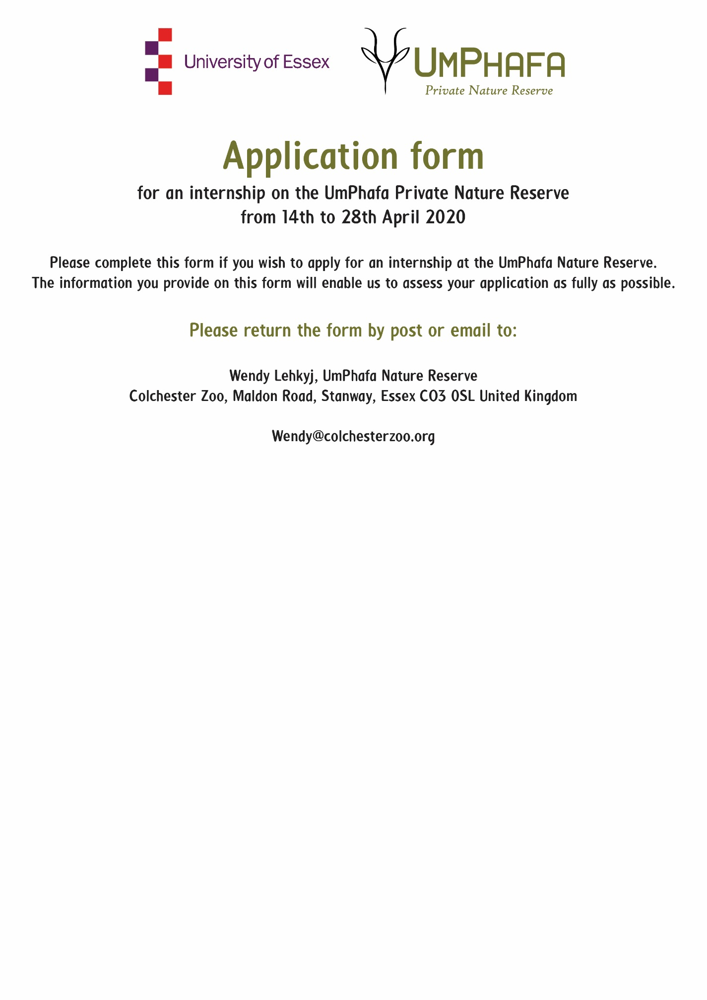 University of Essex
UMPHAFA
Private Nature Reserve
Application form
for an internship on the UmPhafa Private Nature Reserve
from 14th to 28th April 2020
Please complete this form if you wish to apply for an internship at the UmPhafa Nature Reserve.
The information you provide on this form will enable us to assess your application as fully as possible.
Please return the form by post or email to:
Wendy Lehkyj, UmPhafa Nature Reserve
Colchester Zoo, Maldon Road, Stanway, Essex CO3 0SL United Kingdom
Wendy@colchesterzoo.org